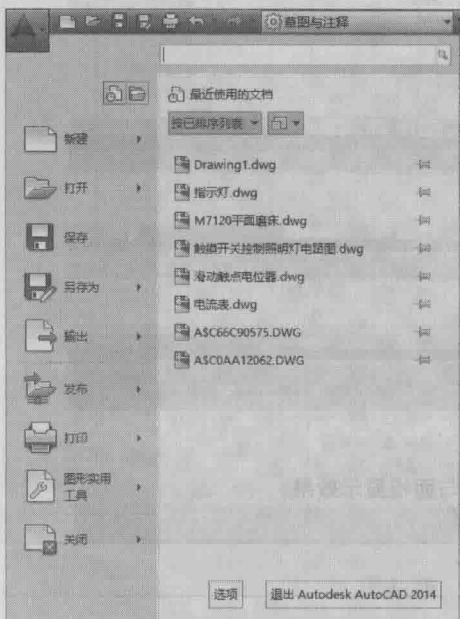 草图与注释
最近使用的文档
按已排序列表
新建
打开
保存
另存为
输出
发布
打印
图形实用
工具
关闭
Drawing1.dwg
指示灯.dwg
M7120平面磨床.dwg
触摸开关控制照明灯电路图.dwg
滑动触点电位器.dwg
电流表.dwg
A$C66C90575.DWG
A$C0AA12062.DWG
选项
退出 Autodesk AutoCAD 2014